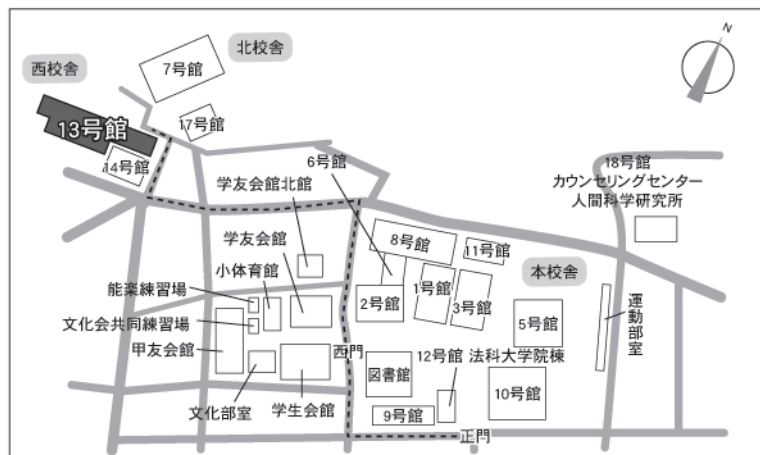 北校舎
西校舎
7号館
N
13号館
17号館
14号館
6号館
18号館
カウンセリングセンター
人間科学研究所
学友会館北館
8号館
11号館
学友会館
本校舎
小体育館
能楽練習場
1号館
2号館
3号館
5号館
運動部室
文化会共同練習場
甲友会館
西門
12号館
法科大学院棟
図書館
10号館
文化部室
学生会館
9号館
正門